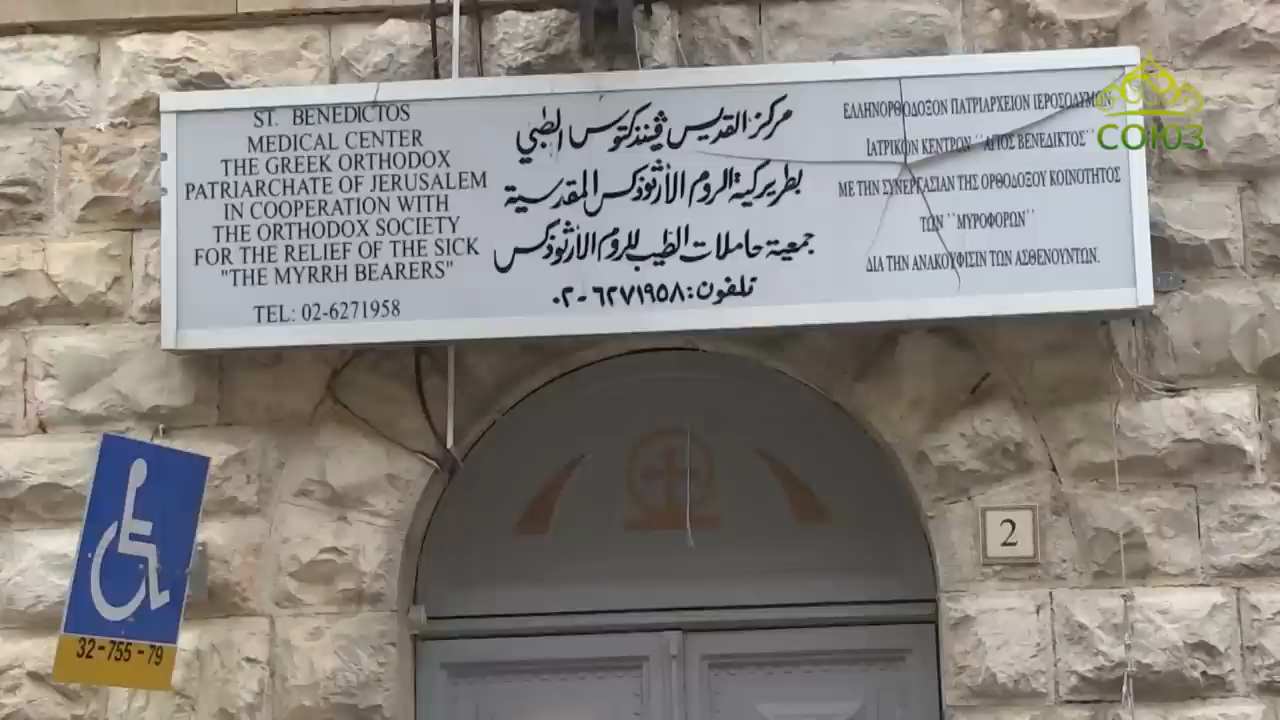 ST. BENEDICTOS
MEDICAL CENTER
THE GREEK ORTHODOX
PATRIARCHATE OF JERUSALEM
IN COOPERATION WITH
THE ORTHODOX SOCIETY
FOR THE RELIEF OF THE SICK
"THE MYRRH BEARERS"
TEL: 02-6271958
مركز القديس ڤينذكتوس الطبي
بطريركية الروم الأرثوذكس المقدسية
جمعية حاملات الطيب للروم الأرثوذكس
تلفون: ٦٢٧١٩٥٨-٠٢
ΕΛΛΗΝΟΡΘΟΔΟΞΟΝ ΠΑΤΡΙΑΡΧΕΙΟΝ ΙΕΡΟΣΟΔΥΜΩΝ
ΙΑΤΡΙΚΟΝ ΚΕΝΤΡΟΝ ΄΄ΑΓΙΟΣ ΒΕΝΕΔΙΚΤΟΣ΄΄
ΜΕ ΤΗΝ ΣΥΝΕΡΓΑΣΙΑΝ ΤΗΣ ΟΡΘΟΔΟΞΟΥ ΚΟΙΝΟΤΗΤΟΣ
ΤΩΝ ΄΄ΜΥΡΟΦΟΡΩΝ΄΄
ΔΙΑ ΤΗΝ ΑΝΑΚΟΥΦΙΣΙΝ ΤΩΝ ΑΣΘΕΝΟΥΝΤΩΝ.
СОЮЗ
2
32-755-79